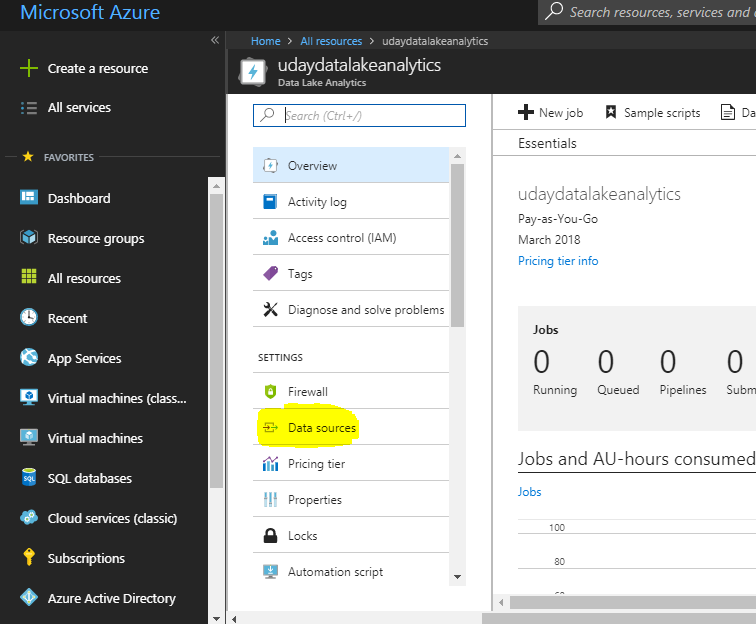 Microsoft Azure
Search resources, services and
Home > All resources > udaydatalakeanalytics
udaydatalakeanalytics
Data Lake Analytics
Create a resource
All services
FAVORITES
Dashboard
Resource groups
All resources
Recent
App Services
Virtual machines (clas...
Virtual machines
SQL databases
Cloud services (classic)
Subscriptions
Azure Active Directory
Search (Ctrl+/)
Overview
Activity log
Access control (IAM)
Tags
Diagnose and solve problems
SETTINGS
Firewall
Data sources
Pricing tier
Properties
Locks
Automation script
New job Sample scripts Da
Essentials
udaydatalakeanalytics
Pay-as-You-Go
March 2018
Pricing tier info
Jobs
0 0 0 0
Running Queued Pipelines Subm
Jobs and AU-hours consumed
Jobs
100
80